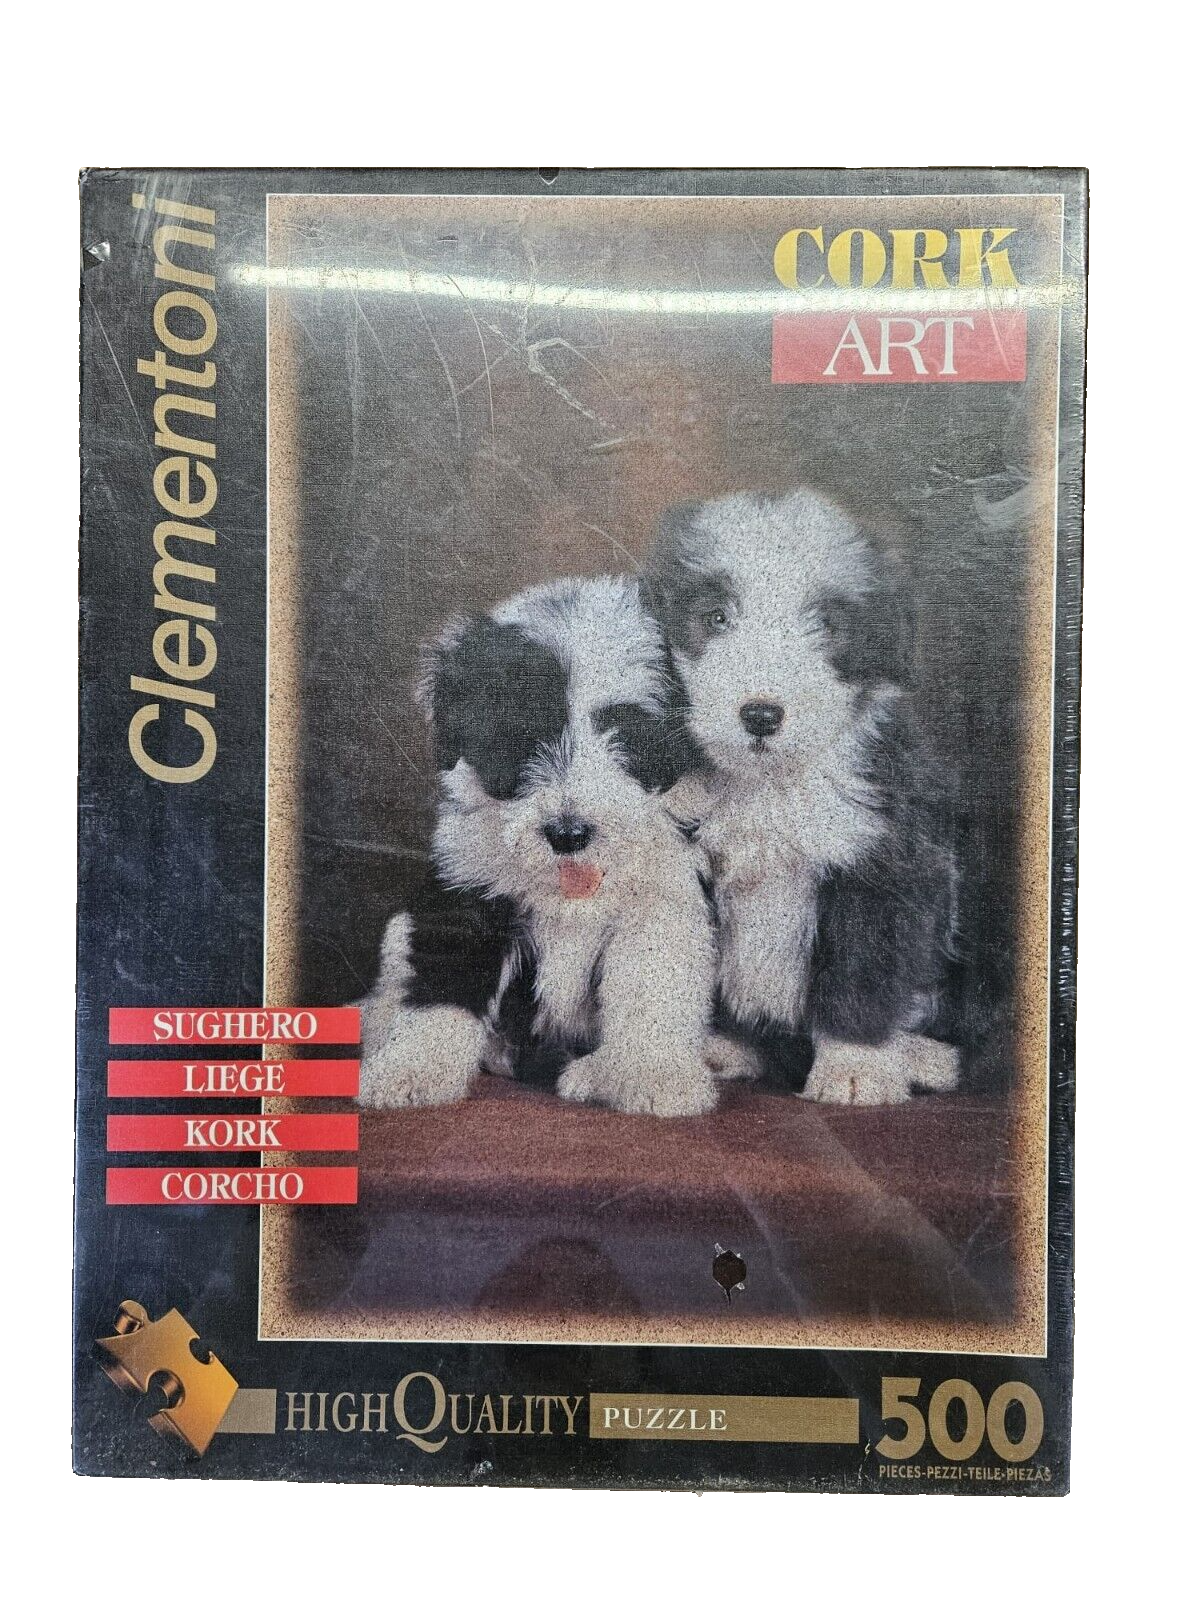 Clementoni
CORK
ART
SUGHERO
LIEGE
KORK
CORCHO
HIGH QUALITY PUZZLE
500
PIECES-PEZZI-TEILE-PIEZAS